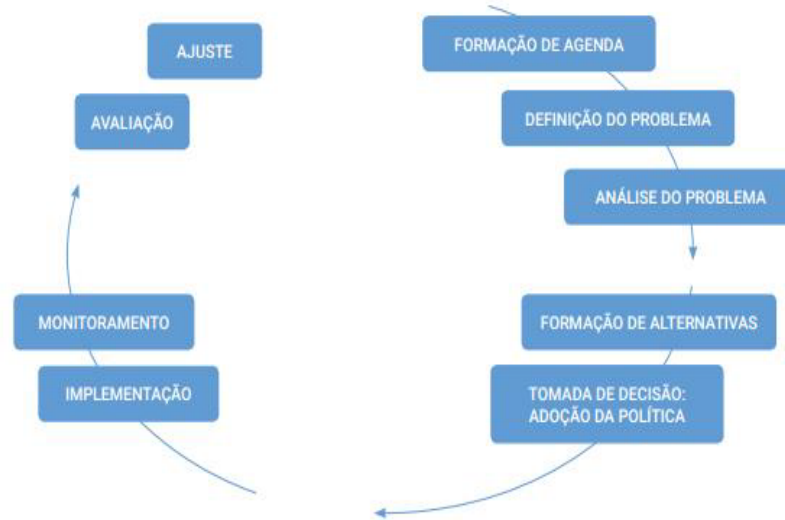 FORMAÇÃO DE AGENDA
DEFINIÇÃO DO PROBLEMA
ANÁLISE DO PROBLEMA
FORMAÇÃO DE ALTERNATIVAS
TOMADA DE DECISÃO:
ADOÇÃO DA POLÍTICA
IMPLEMENTAÇÃO
MONITORAMENTO
AVALIAÇÃO
AJUSTE